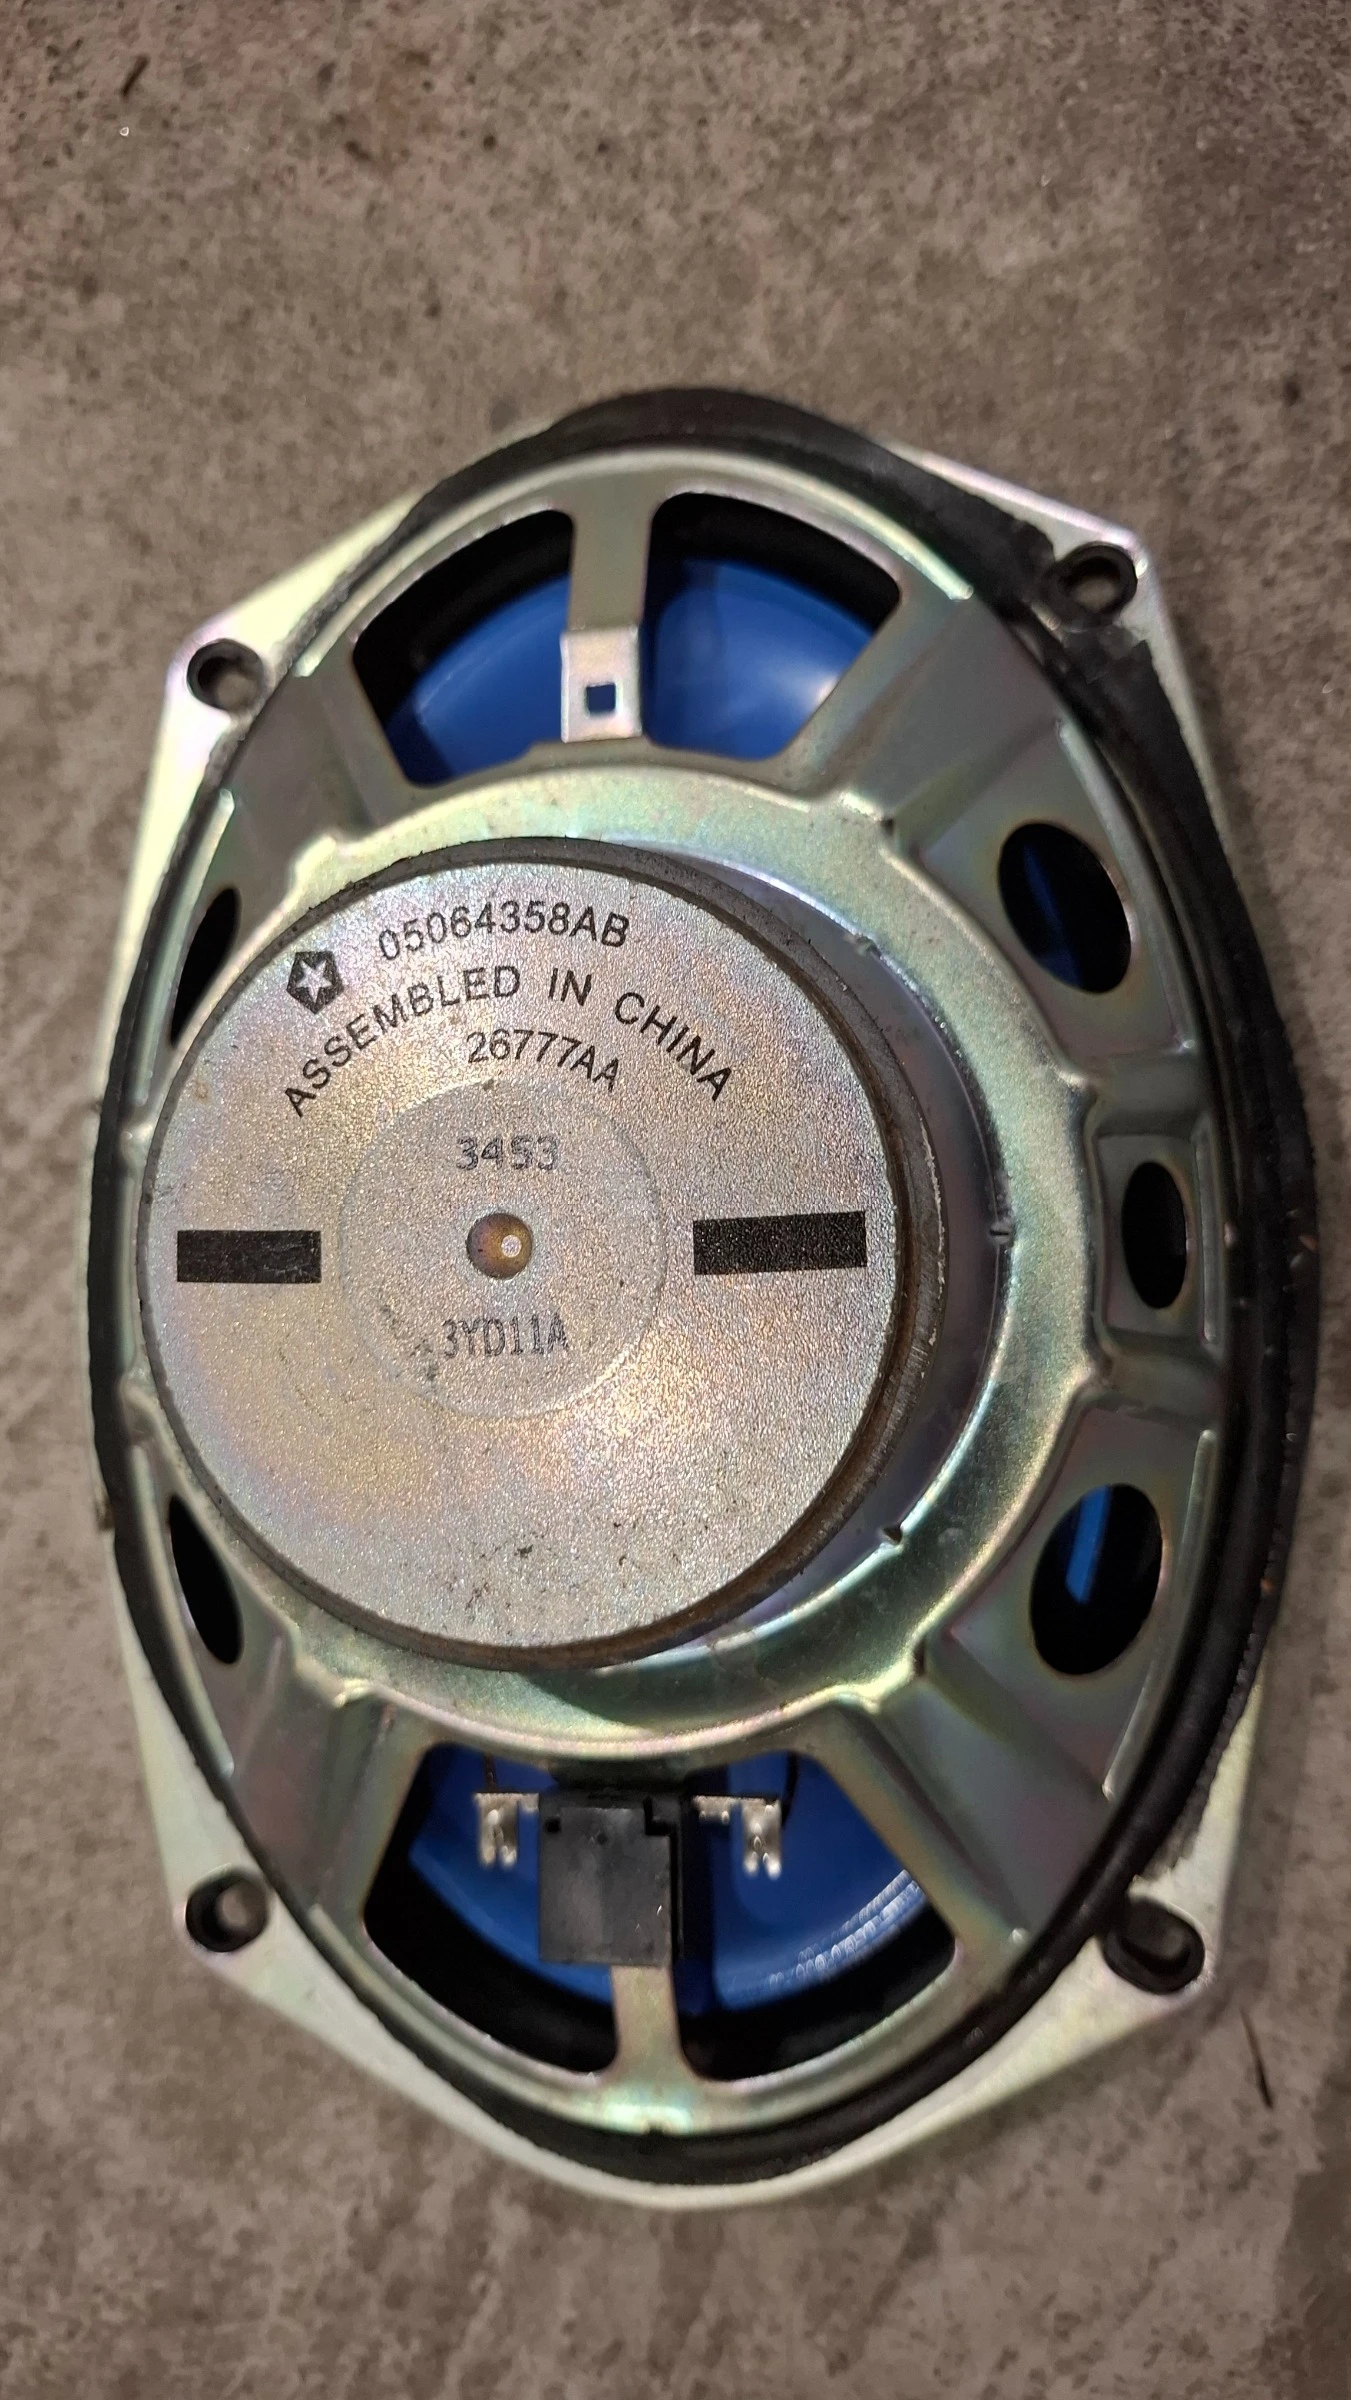 05064358AB
ASSEMBLED IN CHINA
26777AA
3453
3YD11A